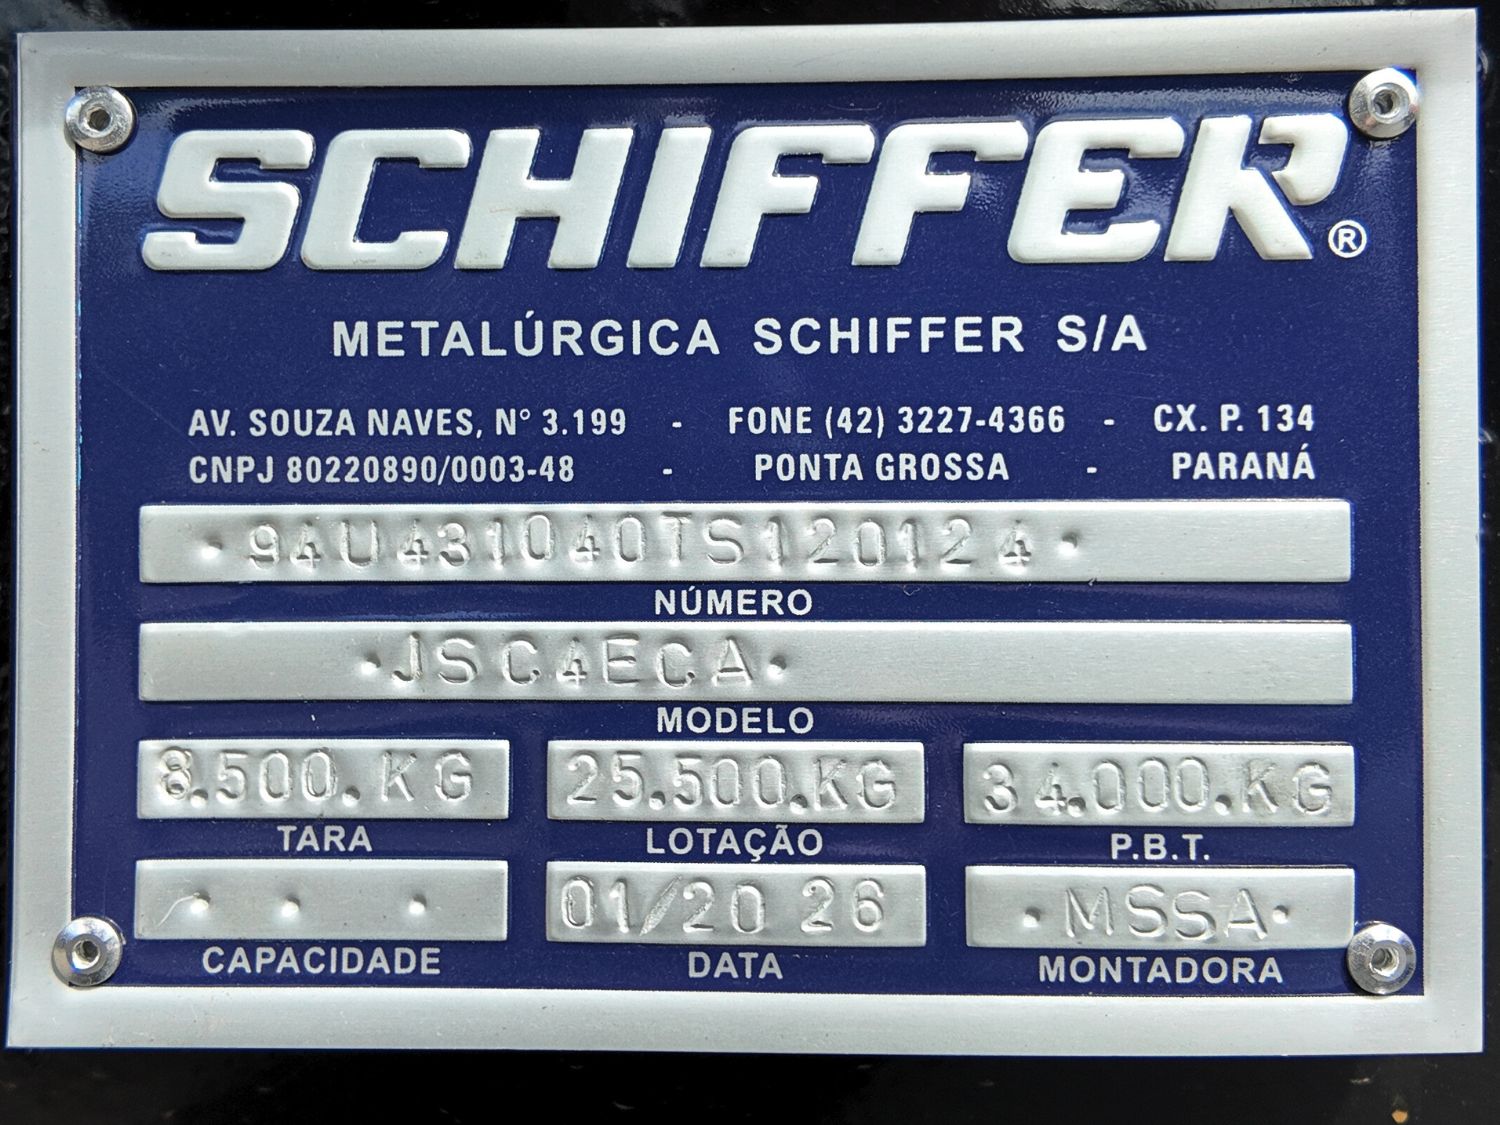 SCHIFFER®
METALÚRGICA SCHIFFER S/A
AV. SOUZA NAVES, N° 3.199 - FONE (42) 3227-4366 - CX. P. 134
CNPJ 80220890/0003-48 - PONTA GROSSA - PARANÁ
·94U431040TS120124·
NÚMERO
·JSC4ECA·
MODELO
8.500.KG 25.500.KG 34.000.KG
TARA LOTAÇÃO P.B.T.
· · · 01/2026 ·MSSA·
CAPACIDADE DATA MONTADORA